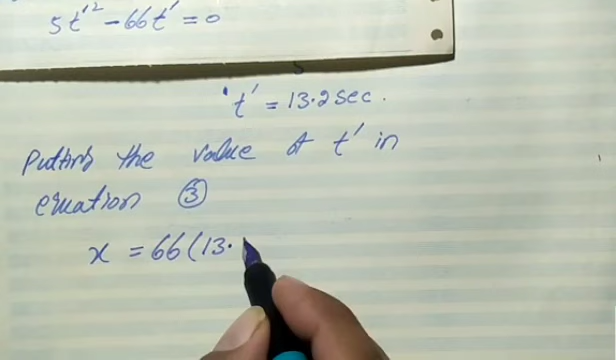 5t'² - 66t' = 0
t' = 13.2 sec.
Putting the value of t' in
equation ③
x = 66(13.